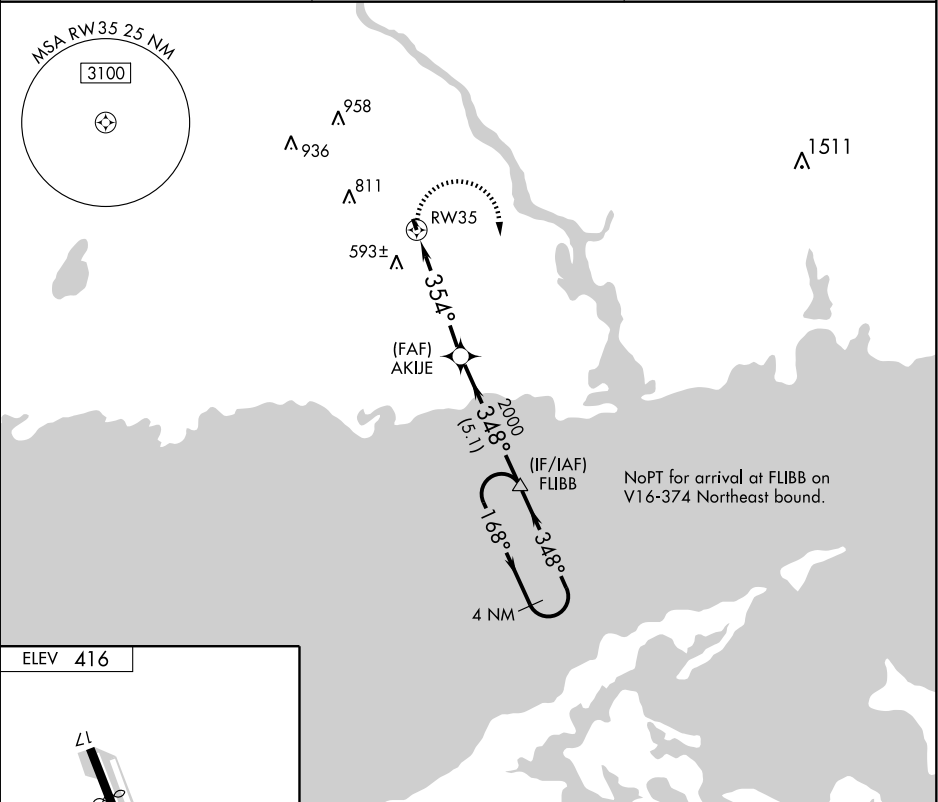 MSA RW35 25 NM
3100
958
936
811
1511
RW35
593±
354°
(FAF)
AKIJE
2000
348°
(5.1)
(IF/IAF)
FLIBB
NoPT for arrival at FLIBB on
V16-374 Northeast bound.
168°
348°
4 NM
ELEV 416
17